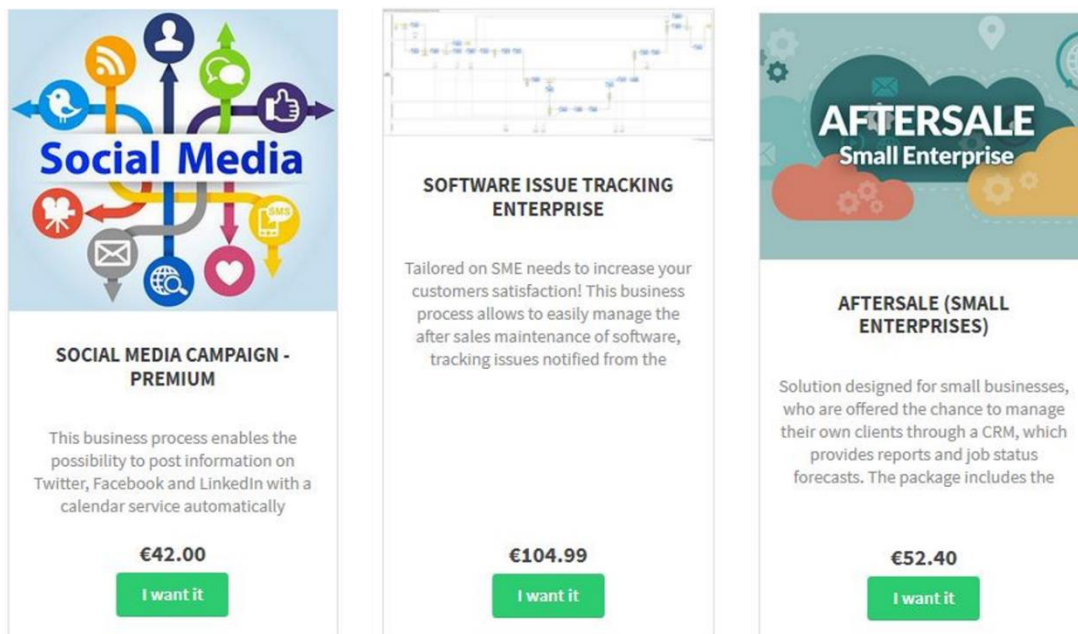 SMS
Social Media
SOCIAL MEDIA CAMPAIGN -
PREMIUM
This business process enables the
possibility to post information on
Twitter, Facebook and LinkedIn with a
calendar service automatically
€42.00
I want it
SOFTWARE ISSUE TRACKING
ENTERPRISE
Tailored on SME needs to increase your
customers satisfaction! This business
process allows to easily manage the
after sales maintenance of software,
tracking issues notified from the
€104.99
I want it
AFTERSALE
Small Enterprise
AFTERSALE (SMALL
ENTERPRISES)
Solution designed for small businesses,
who are offered the chance to manage
their own clients through a CRM, which
provides reports and job status
forecasts. The package includes the
€52.40
I want it